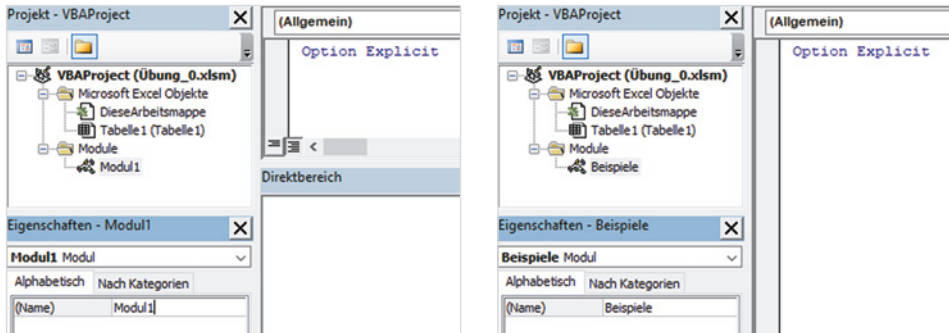 Projekt - VBAProject
VBAProject (Übung_0.xlsm)
Microsoft Excel Objekte
DieseArbeitsmappe
Tabelle1 (Tabelle1)
Module
Modul1
Eigenschaften - Modul1
Modul1 Modul
Alphabetisch Nach Kategorien
(Name) Modul1
(Allgemein)
Option Explicit
Direktbereich
Projekt - VBAProject
VBAProject (Übung_0.xlsm)
Microsoft Excel Objekte
DieseArbeitsmappe
Tabelle1 (Tabelle1)
Module
Beispiele
Eigenschaften - Beispiele
Beispiele Modul
Alphabetisch Nach Kategorien
(Name) Beispiele
(Allgemein)
Option Explicit